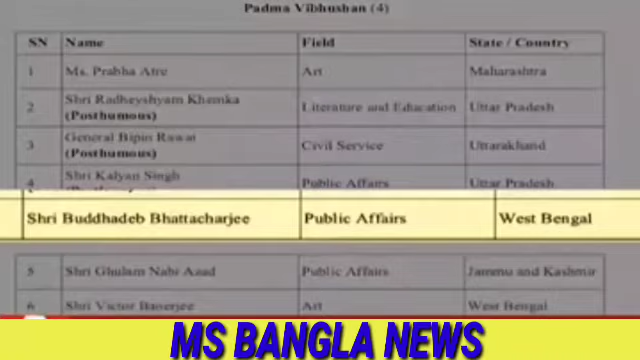 Padma Vibhushan (4)
SN Name Field State / Country
1 Ms. Prabha Atre Art Maharashtra
2 Shri Radheyshyam Khemka (Posthumous) Literature and Education Uttar Pradesh
3 General Bipin Rawat (Posthumous) Civil Service Uttarakhand
4 Shri Kalyan Singh Public Affairs Uttar Pradesh
Shri Buddhadeb Bhattacharjee Public Affairs West Bengal
5 Shri Ghulam Nabi Azad Public Affairs Jammu and Kashmir
6 Shri Victor Banerjee Art West Bengal
MS BANGLA NEWS